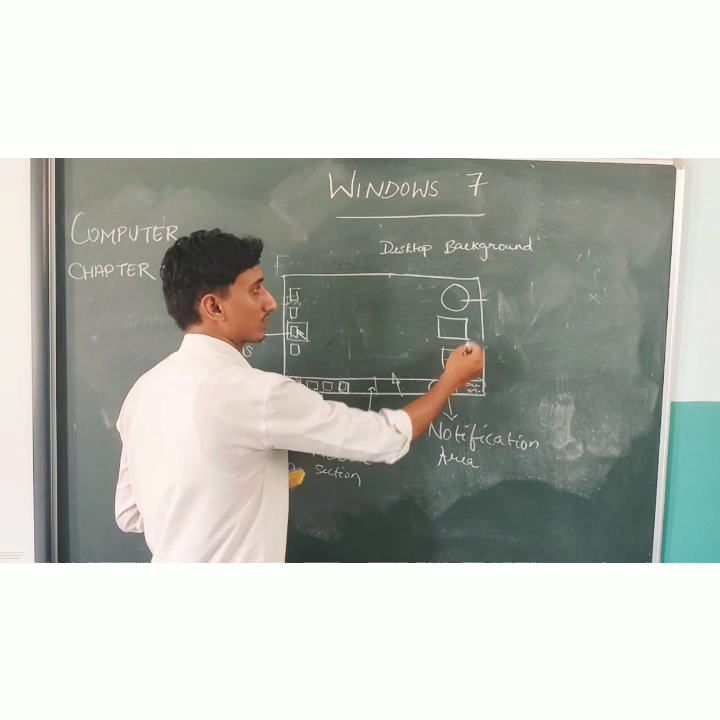 WINDOWS 7
COMPUTER
CHAPTER
Desktop Background
Notification
Area
section